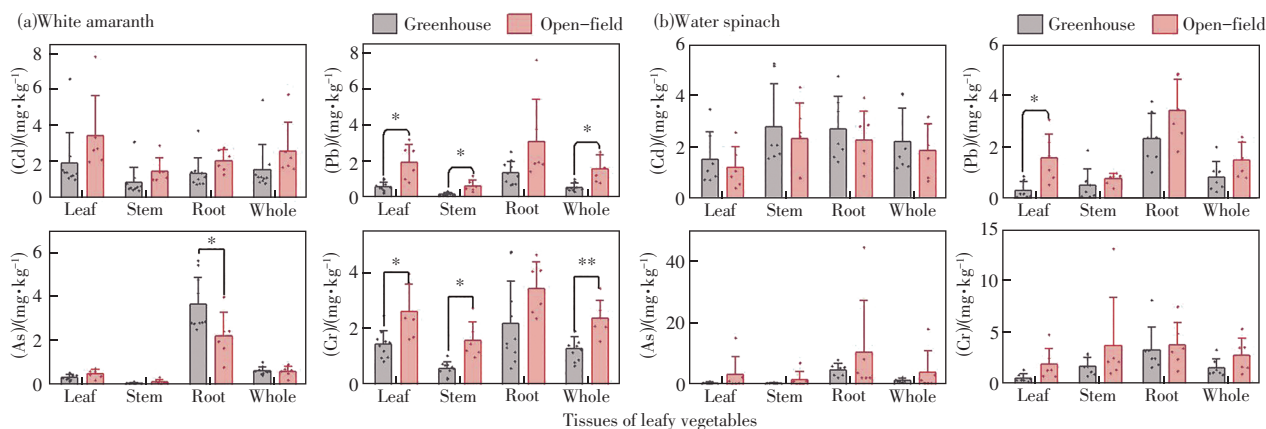 (a)White amaranth
Greenhouse
Open-field
(b)Water spinach
Greenhouse
Open-field
(Cd)/(mg•kg⁻¹)
8
6
4
2
0
Leaf Stem Root Whole
(Pb)/(mg•kg⁻¹)
8
6
4
2
0
*
*
*
Leaf Stem Root Whole
(Cd)/(mg•kg⁻¹)
6
4
2
0
Leaf Stem Root Whole
(Pb)/(mg•kg⁻¹)
6
4
2
0
*
Leaf Stem Root Whole
(As)/(mg•kg⁻¹)
6
4
2
0
*
Leaf Stem Root Whole
(Cr)/(mg•kg⁻¹)
4
2
0
*
*
**
Leaf Stem Root Whole
(As)/(mg•kg⁻¹)
40
20
0
Leaf Stem Root Whole
(Cr)/(mg•kg⁻¹)
15
10
5
0
Leaf Stem Root Whole
Tissues of leafy vegetables